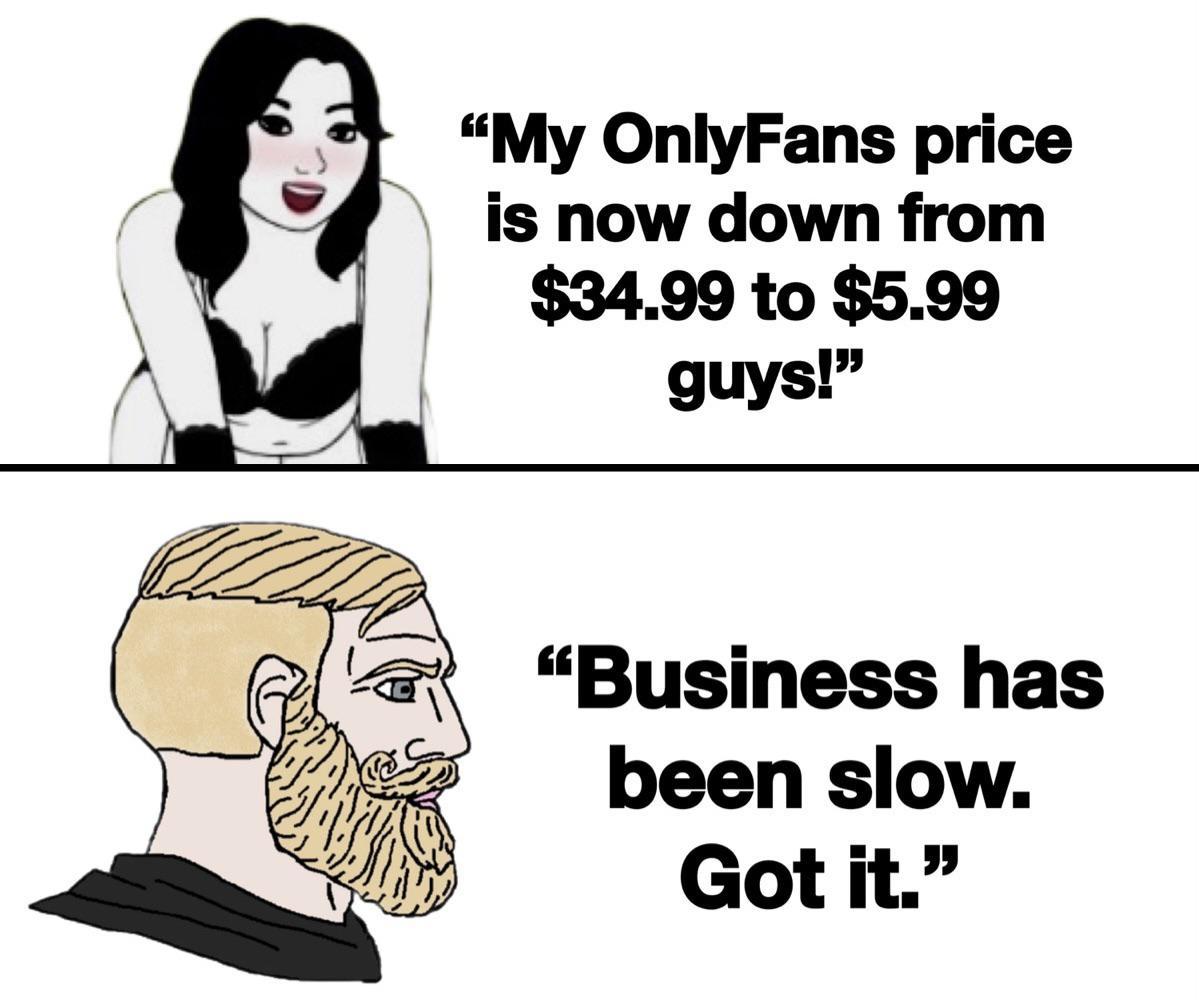 “My OnlyFans price
is now down from
$34.99 to $5.99
guys!”
“Business has
been slow.
Got it.”